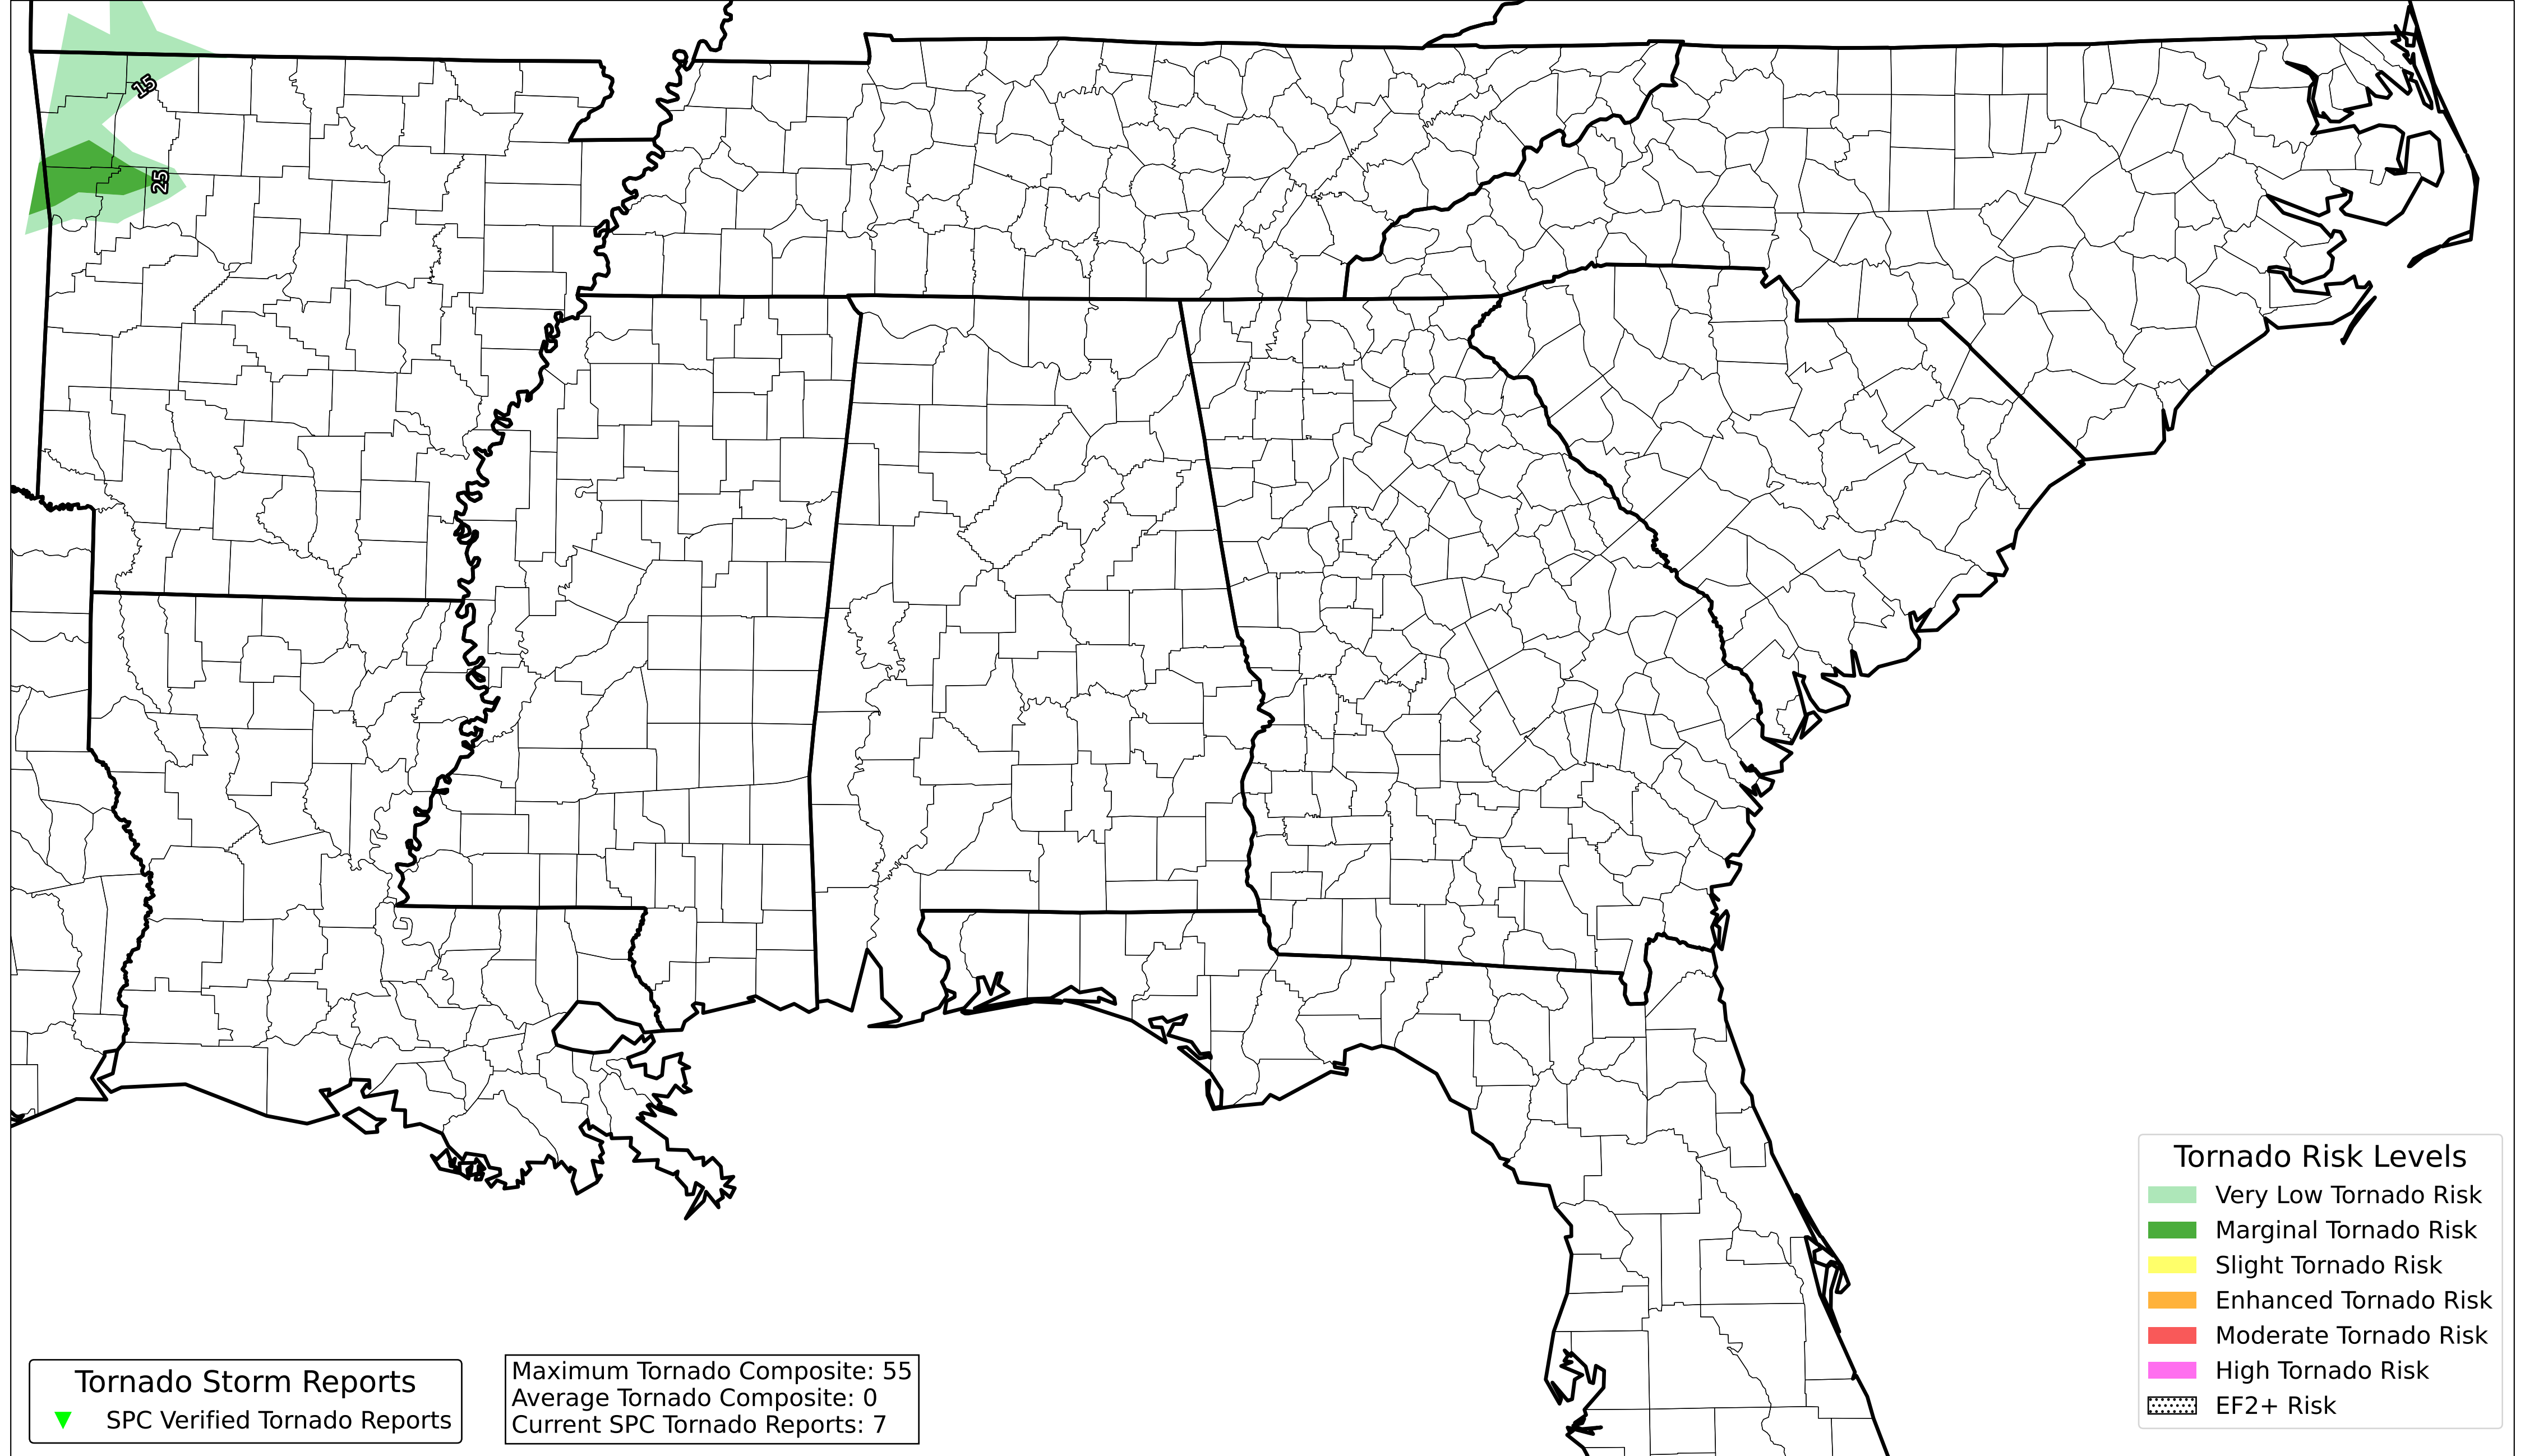 15
25
Tornado Risk Levels
Very Low Tornado Risk
Marginal Tornado Risk
Slight Tornado Risk
Enhanced Tornado Risk
Moderate Tornado Risk
High Tornado Risk
EF2+ Risk
Tornado Storm Reports
SPC Verified Tornado Reports
Maximum Tornado Composite: 55
Average Tornado Composite: 0
Current SPC Tornado Reports: 7